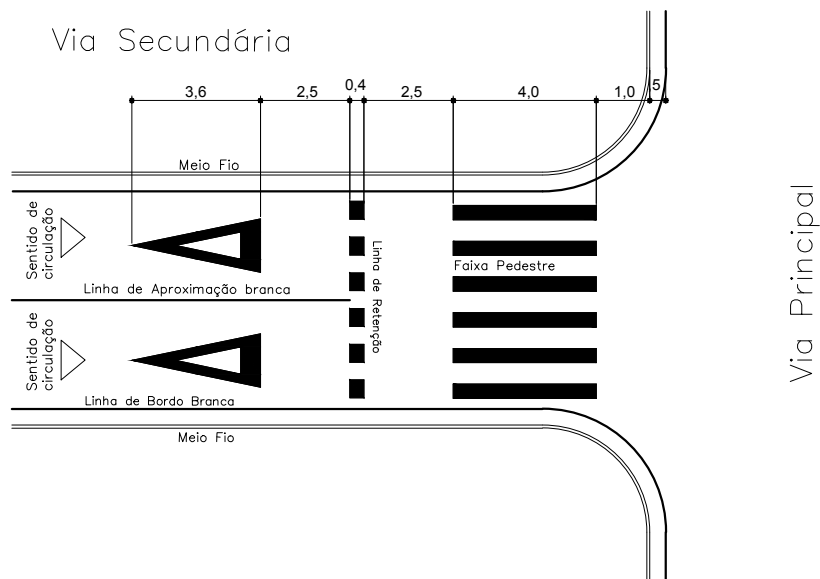 Via Secundária
3,6
2,5
0,4
2,5
4,0
1,0
5
Meio Fio
Sentido de
circulação
Linha de Aproximação branca
Linha de Retenção
Faixa Pedestre
Via Principal
Sentido de
circulação
Linha de Bordo Branca
Meio Fio